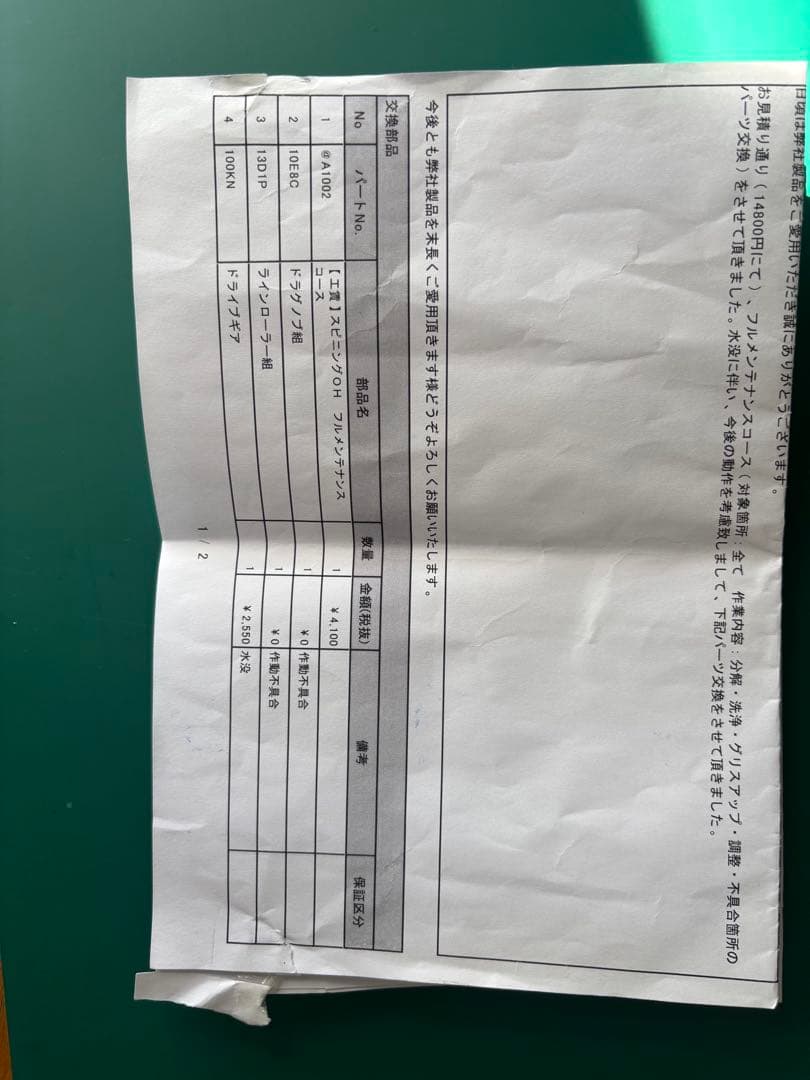 日頃は弊社製品をご愛用いただき誠にありがとうございます。
お見積り通り(14800円にて)、フルメンテナンスコース(対象箇所:全て 作業内容:分解・洗浄・グリスアップ・調整・不具合箇所の
パーツ交換)をさせて頂きました。水没に伴い、今後の動作を考慮致しまして、下記パーツ交換をさせて頂きました。
今後とも弊社製品を末長くご愛用頂きます様どうぞよろしくお願いいたします。
交換部品
No パートNo. 部品名 数量 金額(税抜) 備考 保証区分
1 @A1002 【工賃】スピニングOH フルメンテナンス
コース 1 ¥4,100
2 10E8C ドラグノブ組 1 ¥0 作動不具合
3 13D1P ラインローラー組 1 ¥0 作動不具合
4 100KN ドライブギア 1 ¥2,550 水没
1 / 2